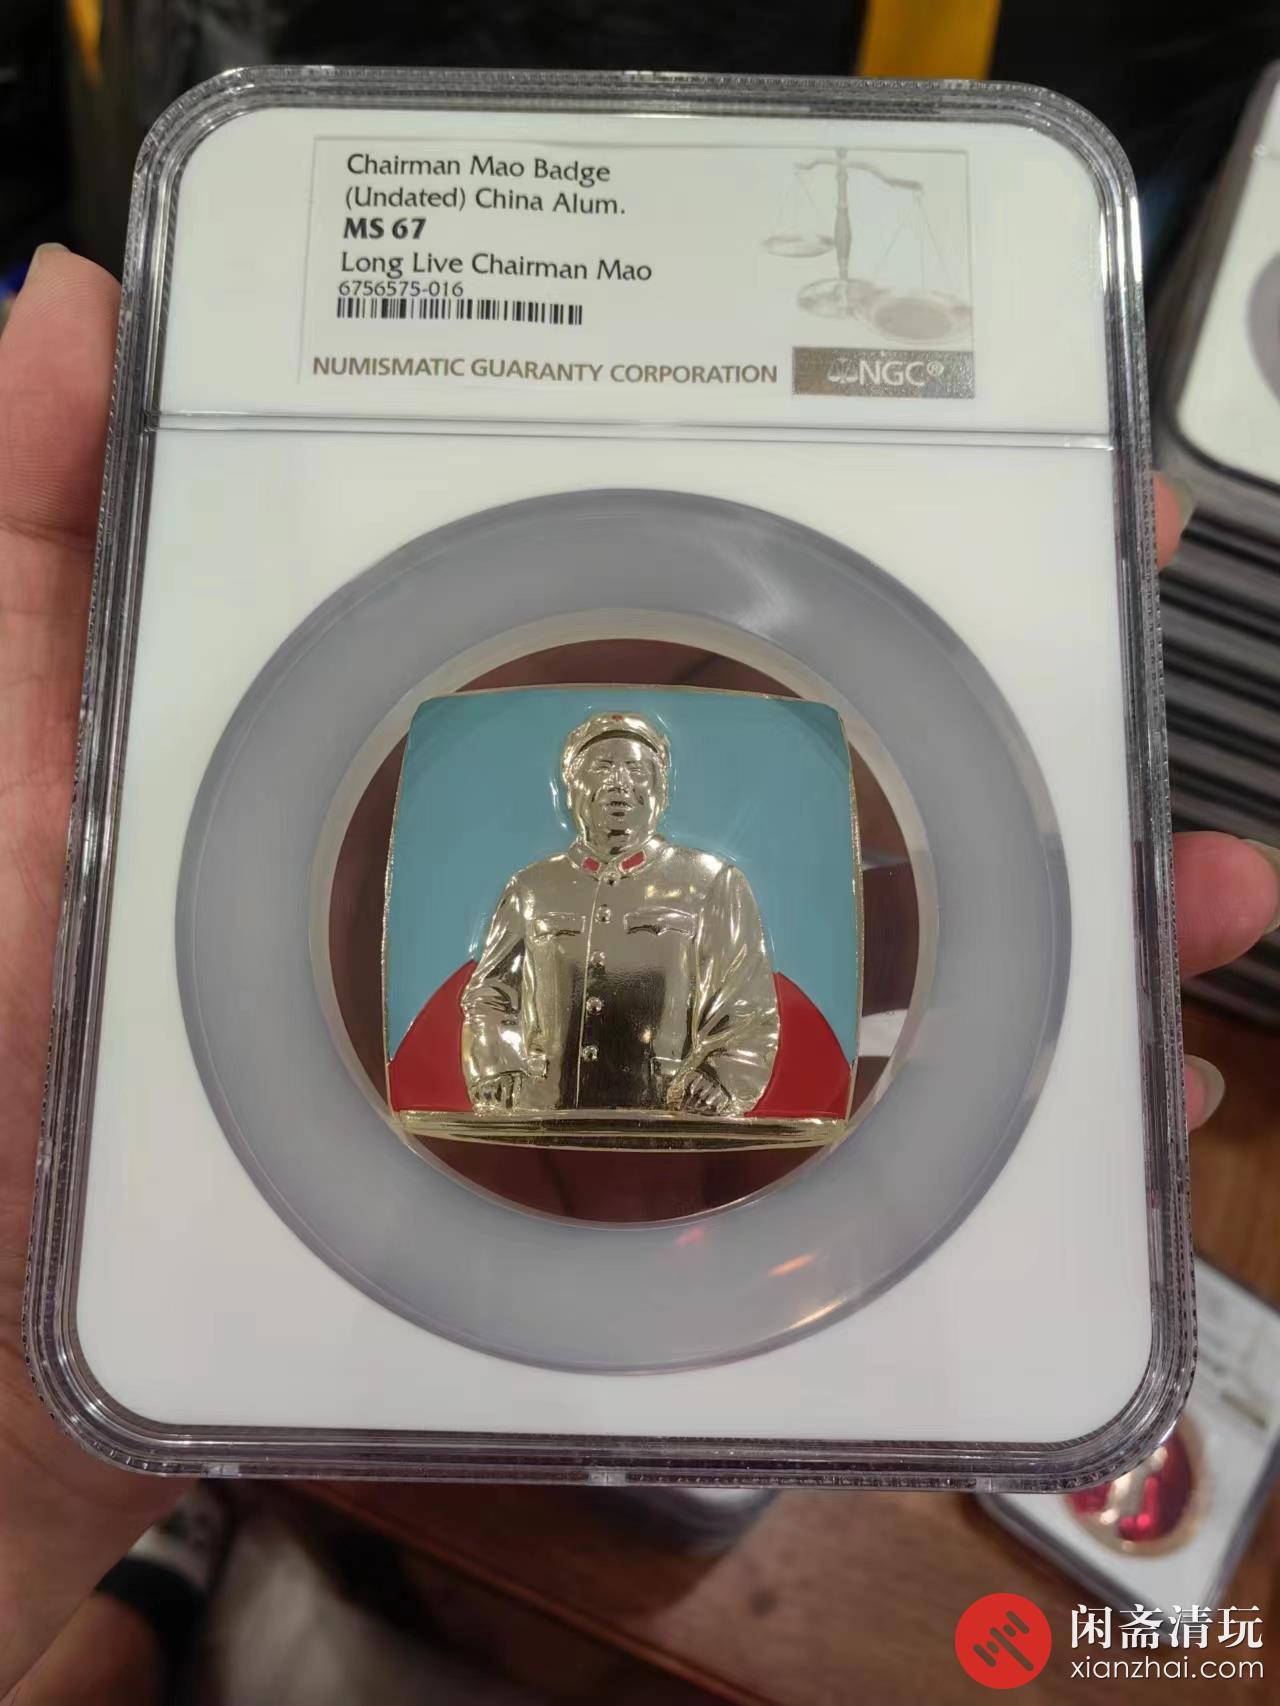 Chairman Mao Badge
(Undated) China Alum.
MS 67
Long Live Chairman Mao
6756575-016
NUMISMATIC GUARANTY CORPORATION
NGC®
闲斋清玩
xianzhai.com